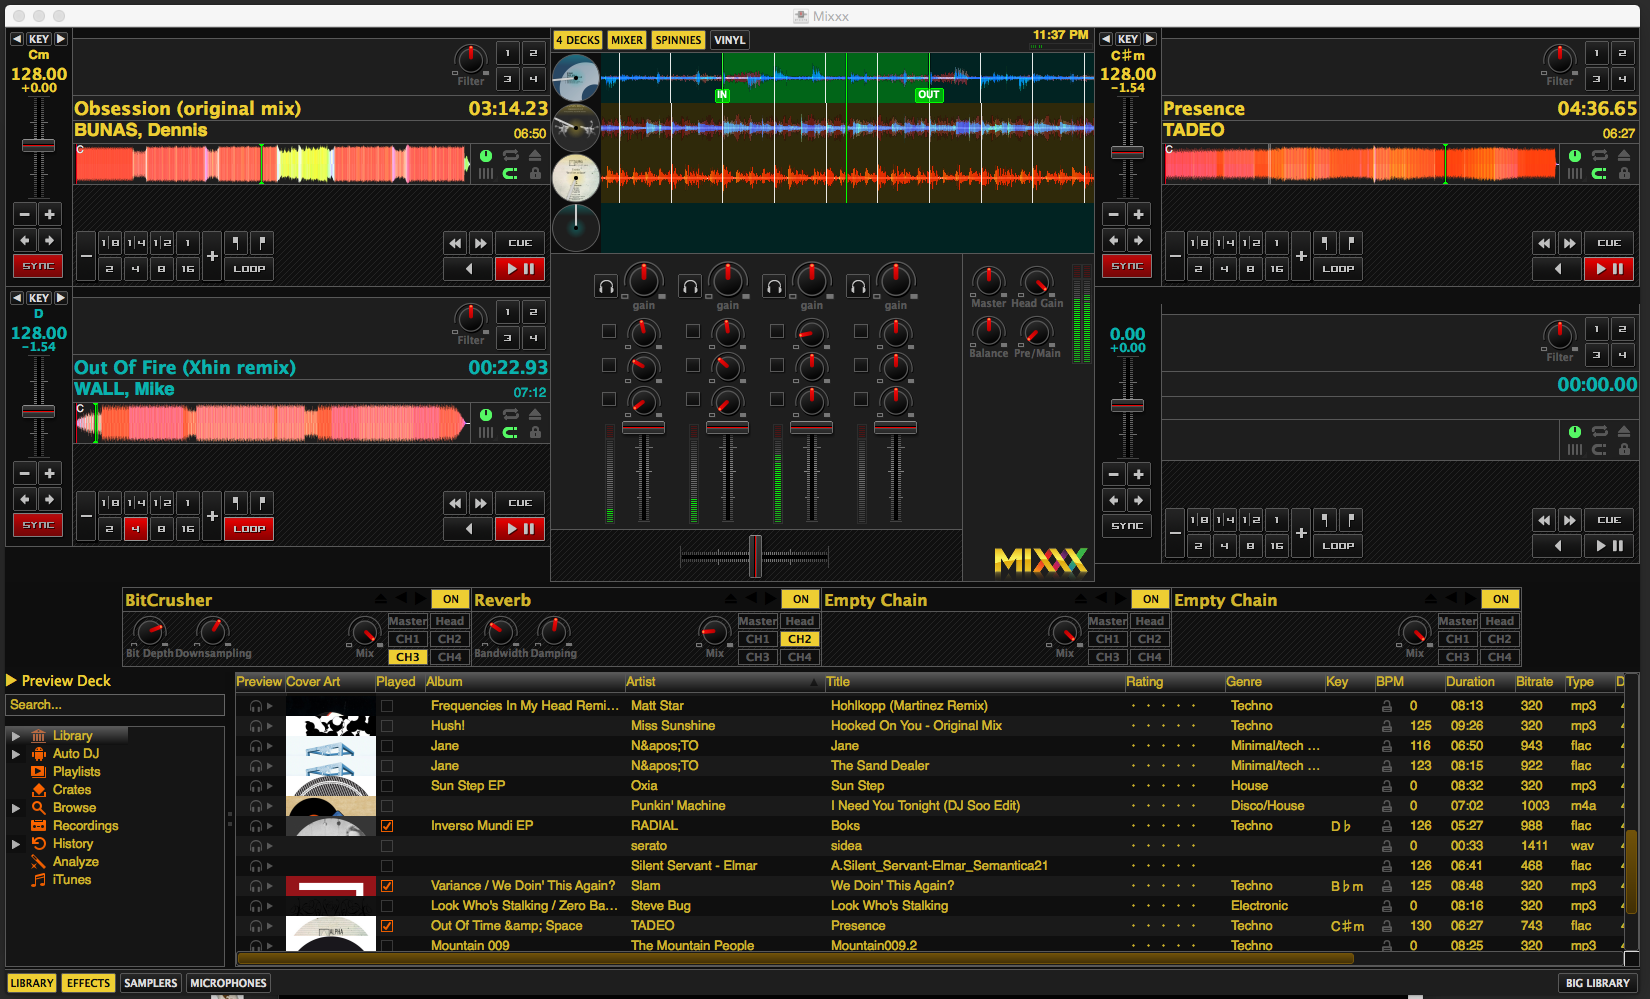 Mixxx
KEY
Cm
128.00
+0.00
Filter
1 2
3 4
Obsession (original mix) 03:14.23
BUNAS, Dennis 06:50
C
1|8 1|4 1|2 1
2 4 8 16 LOOP
CUE
SYNC
4 DECKS MIXER SPINNIES VINYL 11:37 PM
IN OUT
KEY
C♯m
128.00
-1.54
Filter
1 2
3 4
Presence 04:36.65
TADEO 06:27
C
1|8 1|4 1|2 1
2 4 8 16 LOOP
CUE
SYNC
KEY
D
128.00
-1.54
Filter
1 2
3 4
Out Of Fire (Xhin remix) 00:22.93
WALL, Mike 07:12
C
1|8 1|4 1|2 1
2 4 8 16 LOOP
CUE
SYNC
gain gain gain gain
Master Head Gain
Balance Pre/Main
MIXXX
0.00
+0.00
Filter
1 2
3 4
00:00.00
1|8 1|4 1|2 1
2 4 8 16 LOOP
CUE
SYNC
BitCrusher ON
Bit Depth Downsampling Mix
Master Head
CH1 CH2
CH3 CH4
Reverb ON
Bandwidth Damping Mix
Master Head
CH1 CH2
CH3 CH4
Empty Chain ON
Mix
Master Head
CH1 CH2
CH3 CH4
Empty Chain ON
Mix
Master Head
CH1 CH2
CH3 CH4
Preview Deck
Search...
Library
Auto DJ
Playlists
Crates
Browse
Recordings
History
Analyze
iTunes
Preview Cover Art Played Album Artist Title Rating Genre Key BPM Duration Bitrate Type D
Frequencies In My Head Remi... Matt Star Hohlkopp (Martinez Remix) Techno 0 08:13 320 mp3
Hush! Miss Sunshine Hooked On You - Original Mix Techno 125 09:26 320 mp3
Jane N&apos;TO Jane Minimal/tech ... 116 06:50 943 flac
Jane N&apos;TO The Sand Dealer Minimal/tech ... 123 08:15 922 flac
Sun Step EP Oxia Sun Step House 0 08:32 320 mp3
Punkin' Machine I Need You Tonight (DJ Soo Edit) Disco/House 0 07:02 1003 m4a
Inverso Mundi EP RADIAL Boks Techno D♭ 126 05:27 988 flac
serato sidea 0 00:33 1411 wav
Silent Servant - Elmar A.Silent_Servant-Elmar_Semantica21 126 06:41 468 flac
Variance / We Doin' This Again? Slam We Doin' This Again? Techno B♭m 125 08:48 320 mp3
Look Who's Stalking / Zero Ba... Steve Bug Look Who's Stalking Electronic 0 08:16 320 mp3
Out Of Time &amp; Space TADEO Presence Techno C♯m 130 06:27 743 flac
Mountain 009 The Mountain People Mountain009.2 Techno 0 08:25 320 mp3
LIBRARY EFFECTS SAMPLERS MICROPHONES BIG LIBRARY